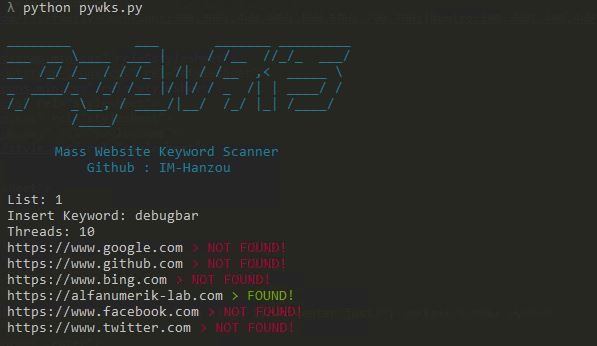 λ python pywks.py
PyWKS
Mass Website Keyword Scanner
Github : IM-Hanzou
List: 1
Insert Keyword: debugbar
Threads: 10
https://www.google.com > NOT FOUND!
https://www.github.com > NOT FOUND!
https://www.bing.com > NOT FOUND!
https://alfanumerik-lab.com > FOUND!
https://www.facebook.com > NOT FOUND!
https://www.twitter.com > NOT FOUND!